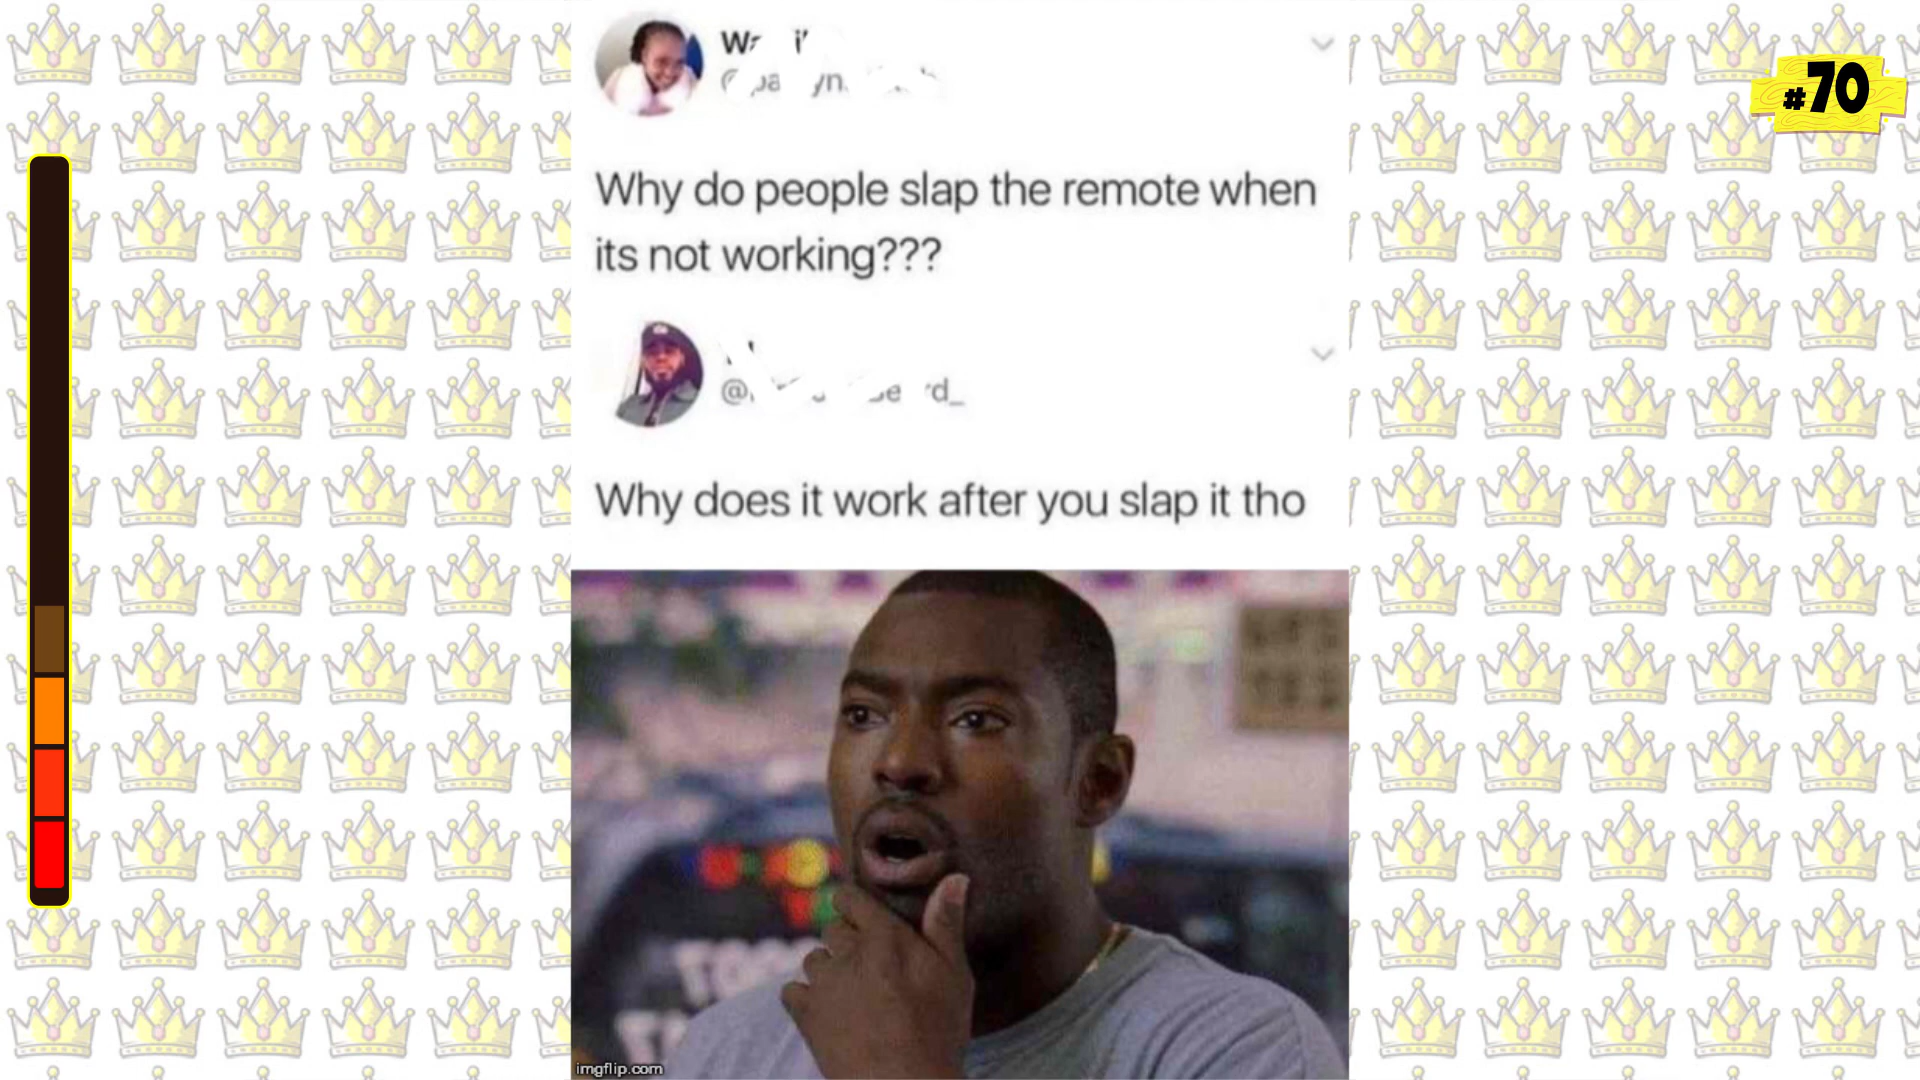 #70
Why do people slap the remote when
its not working???
Why does it work after you slap it tho
imgflip.com